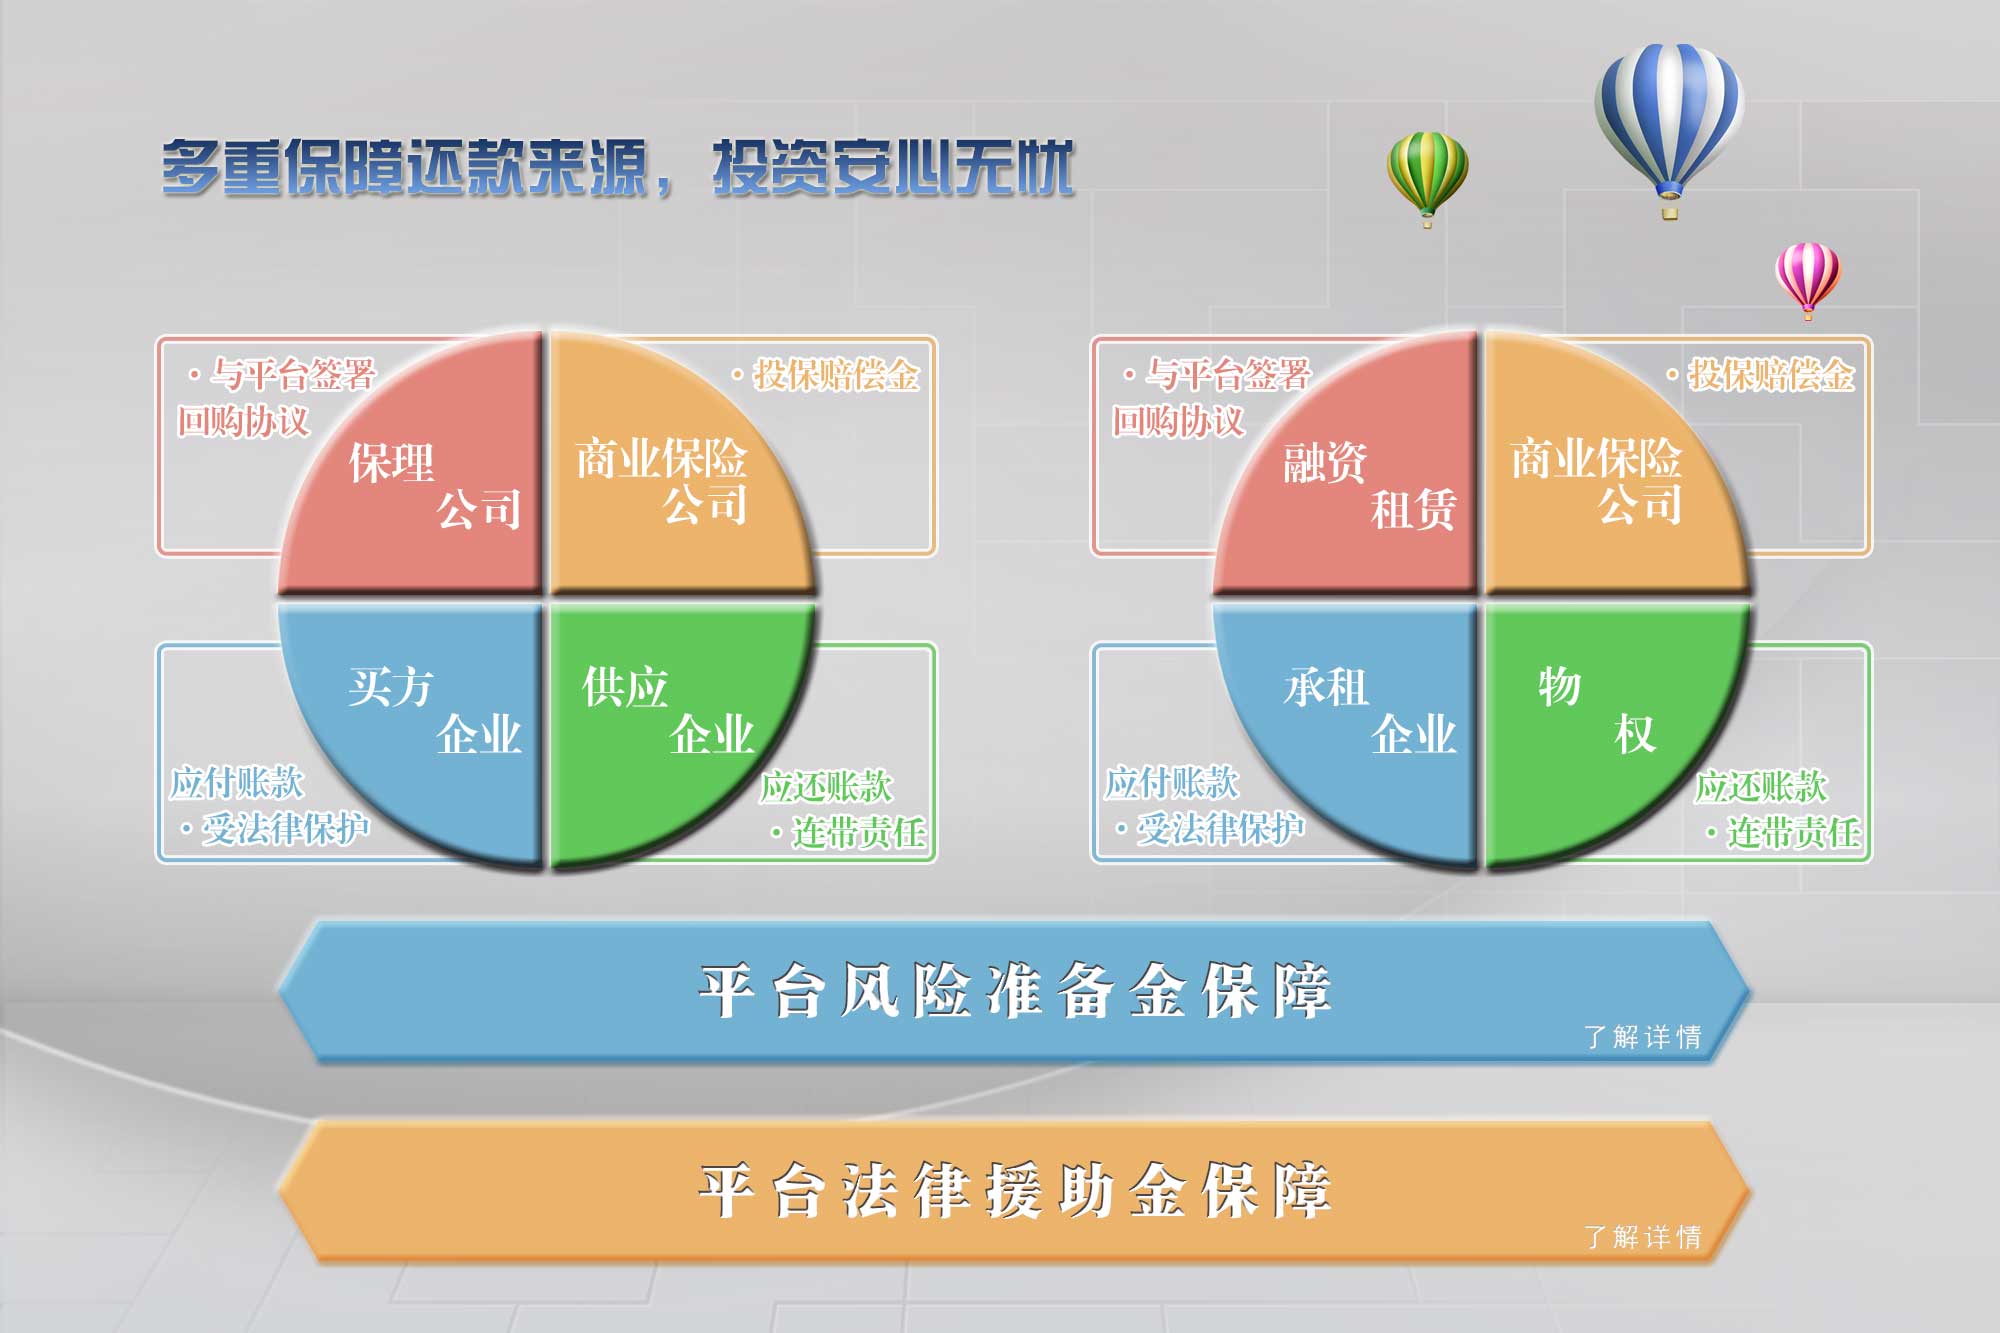 多重保障还款来源，投资安心无忧
·与平台签署
回购协议
保理
公司
·投保赔偿金
商业保险
公司
买方
企业
应付账款
·受法律保护
供应
企业
应还账款
·连带责任
·与平台签署
回购协议
融资
租赁
·投保赔偿金
商业保险
公司
承租
企业
应付账款
·受法律保护
物
权
应还账款
·连带责任
平台风险准备金保障
了解详情
平台法律援助金保障
了解详情